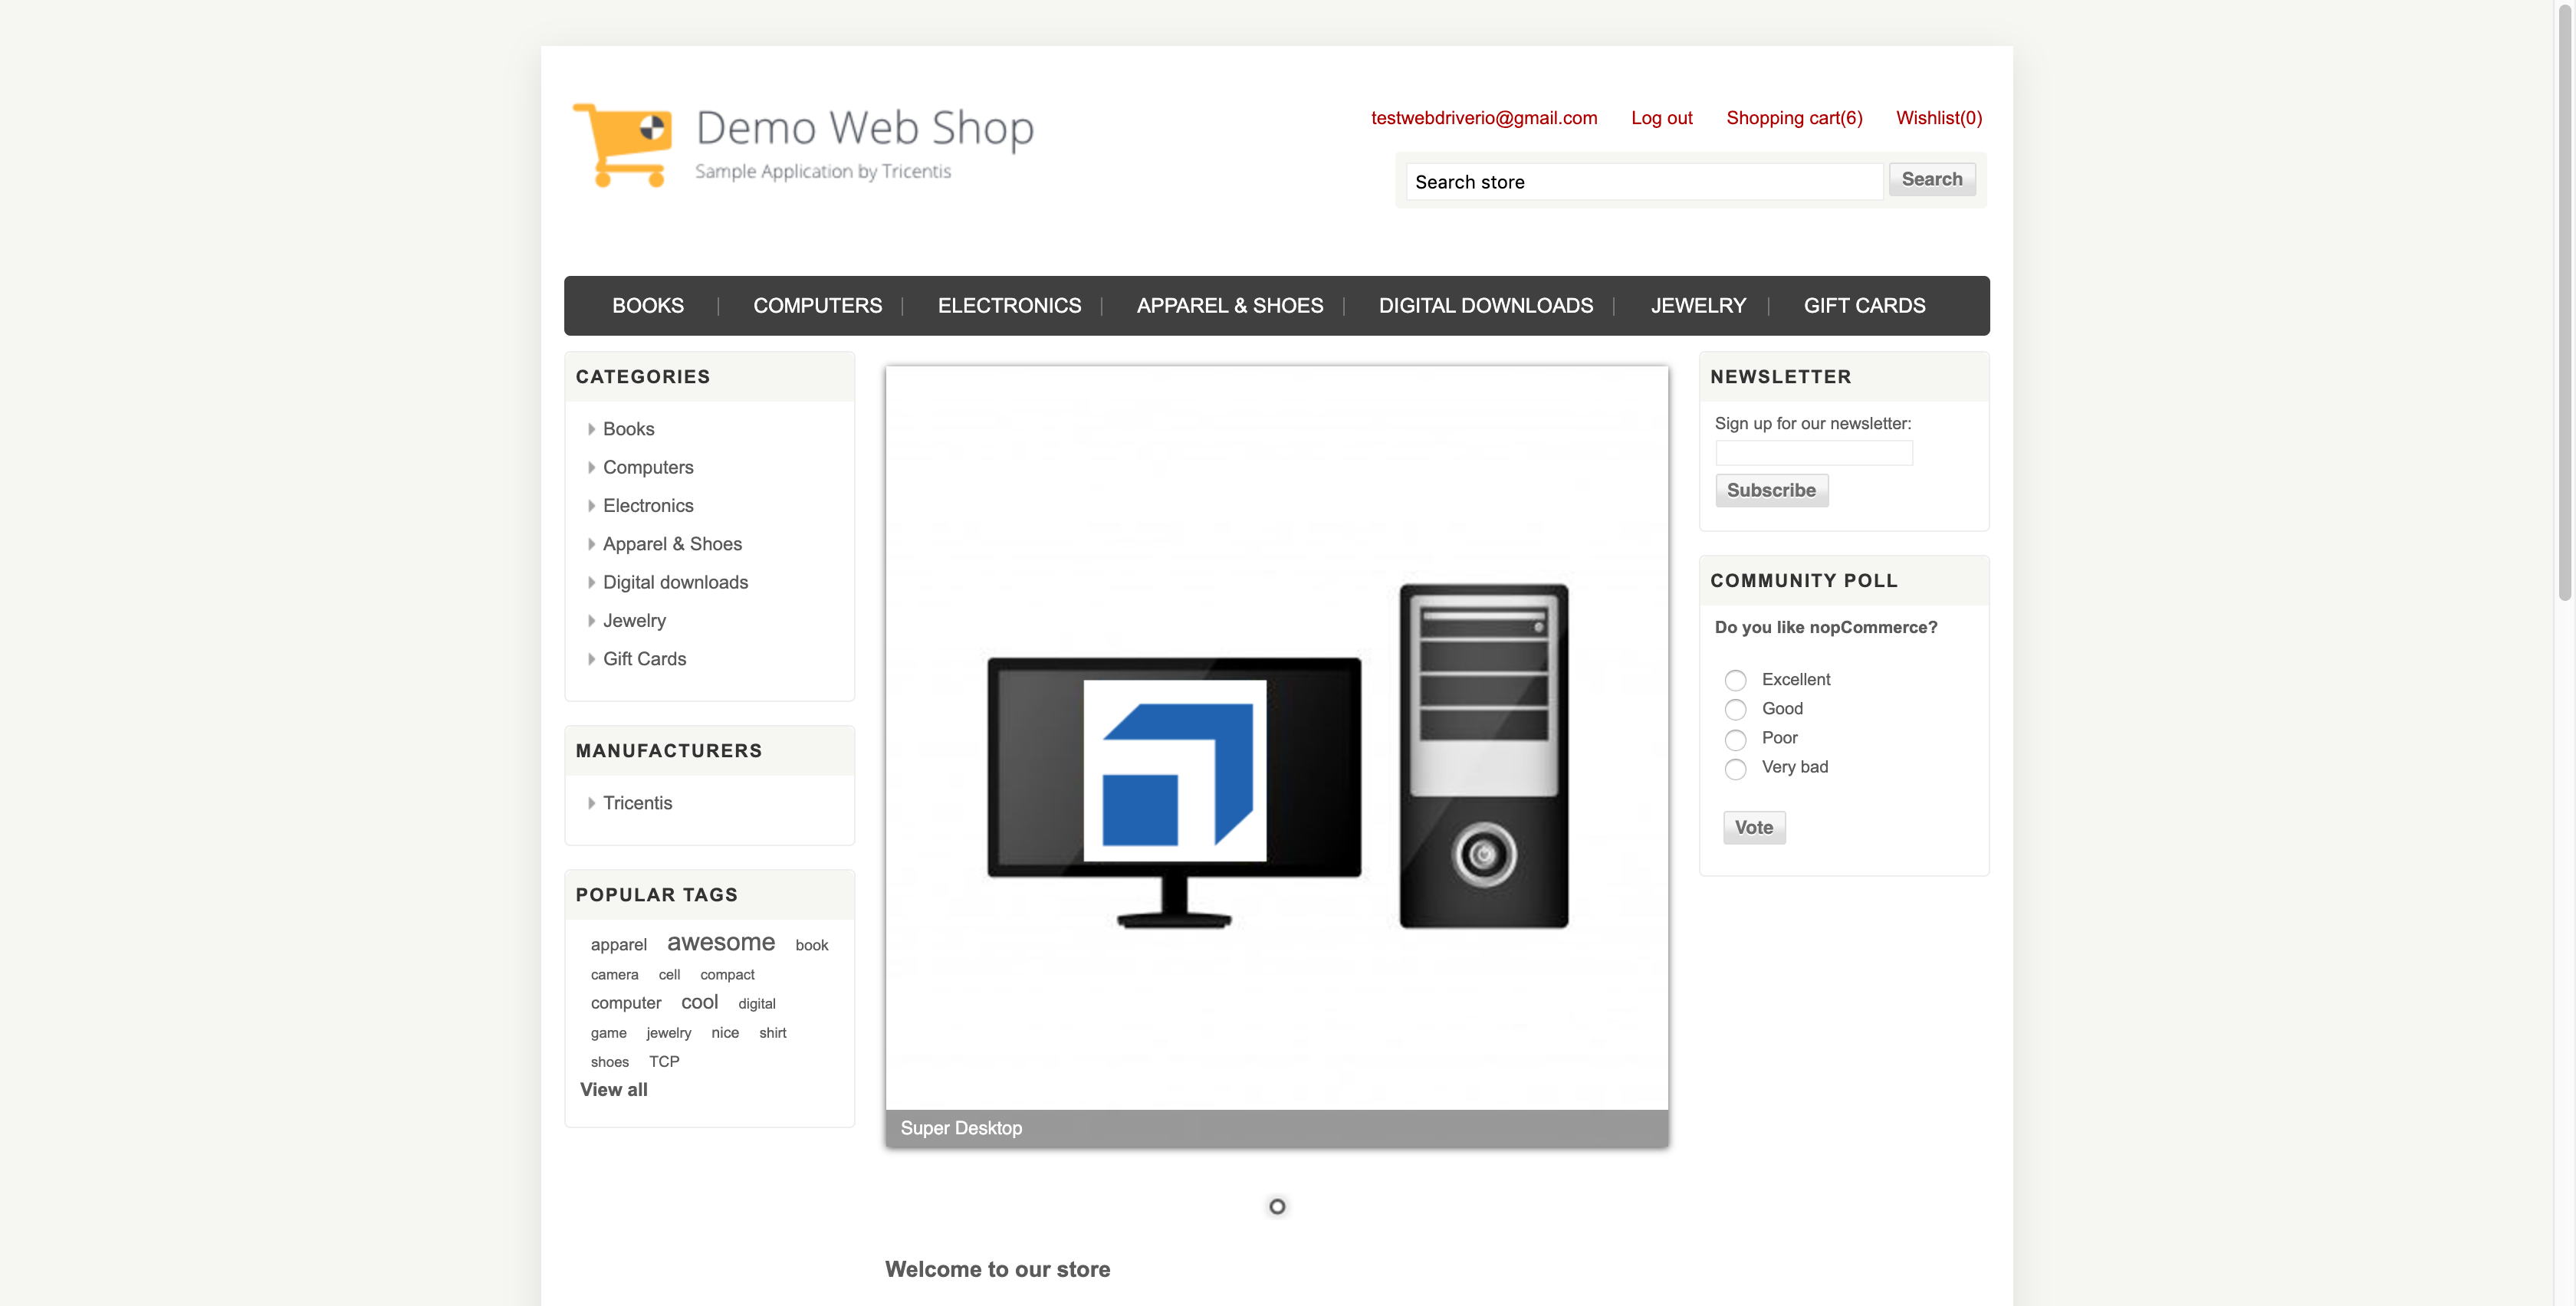 Demo Web Shop
Sample Application by Tricentis
testwebdriverio@gmail.com Log out Shopping cart(6) Wishlist(0)
Search store Search
BOOKS COMPUTERS ELECTRONICS APPAREL & SHOES DIGITAL DOWNLOADS JEWELRY GIFT CARDS
CATEGORIES
Books
Computers
Electronics
Apparel & Shoes
Digital downloads
Jewelry
Gift Cards
MANUFACTURERS
Tricentis
POPULAR TAGS
apparel awesome book
camera cell compact
computer cool digital
game jewelry nice shirt
shoes TCP
View all
Super Desktop
Welcome to our store
NEWSLETTER
Sign up for our newsletter:
Subscribe
COMMUNITY POLL
Do you like nopCommerce?
Excellent
Good
Poor
Very bad
Vote